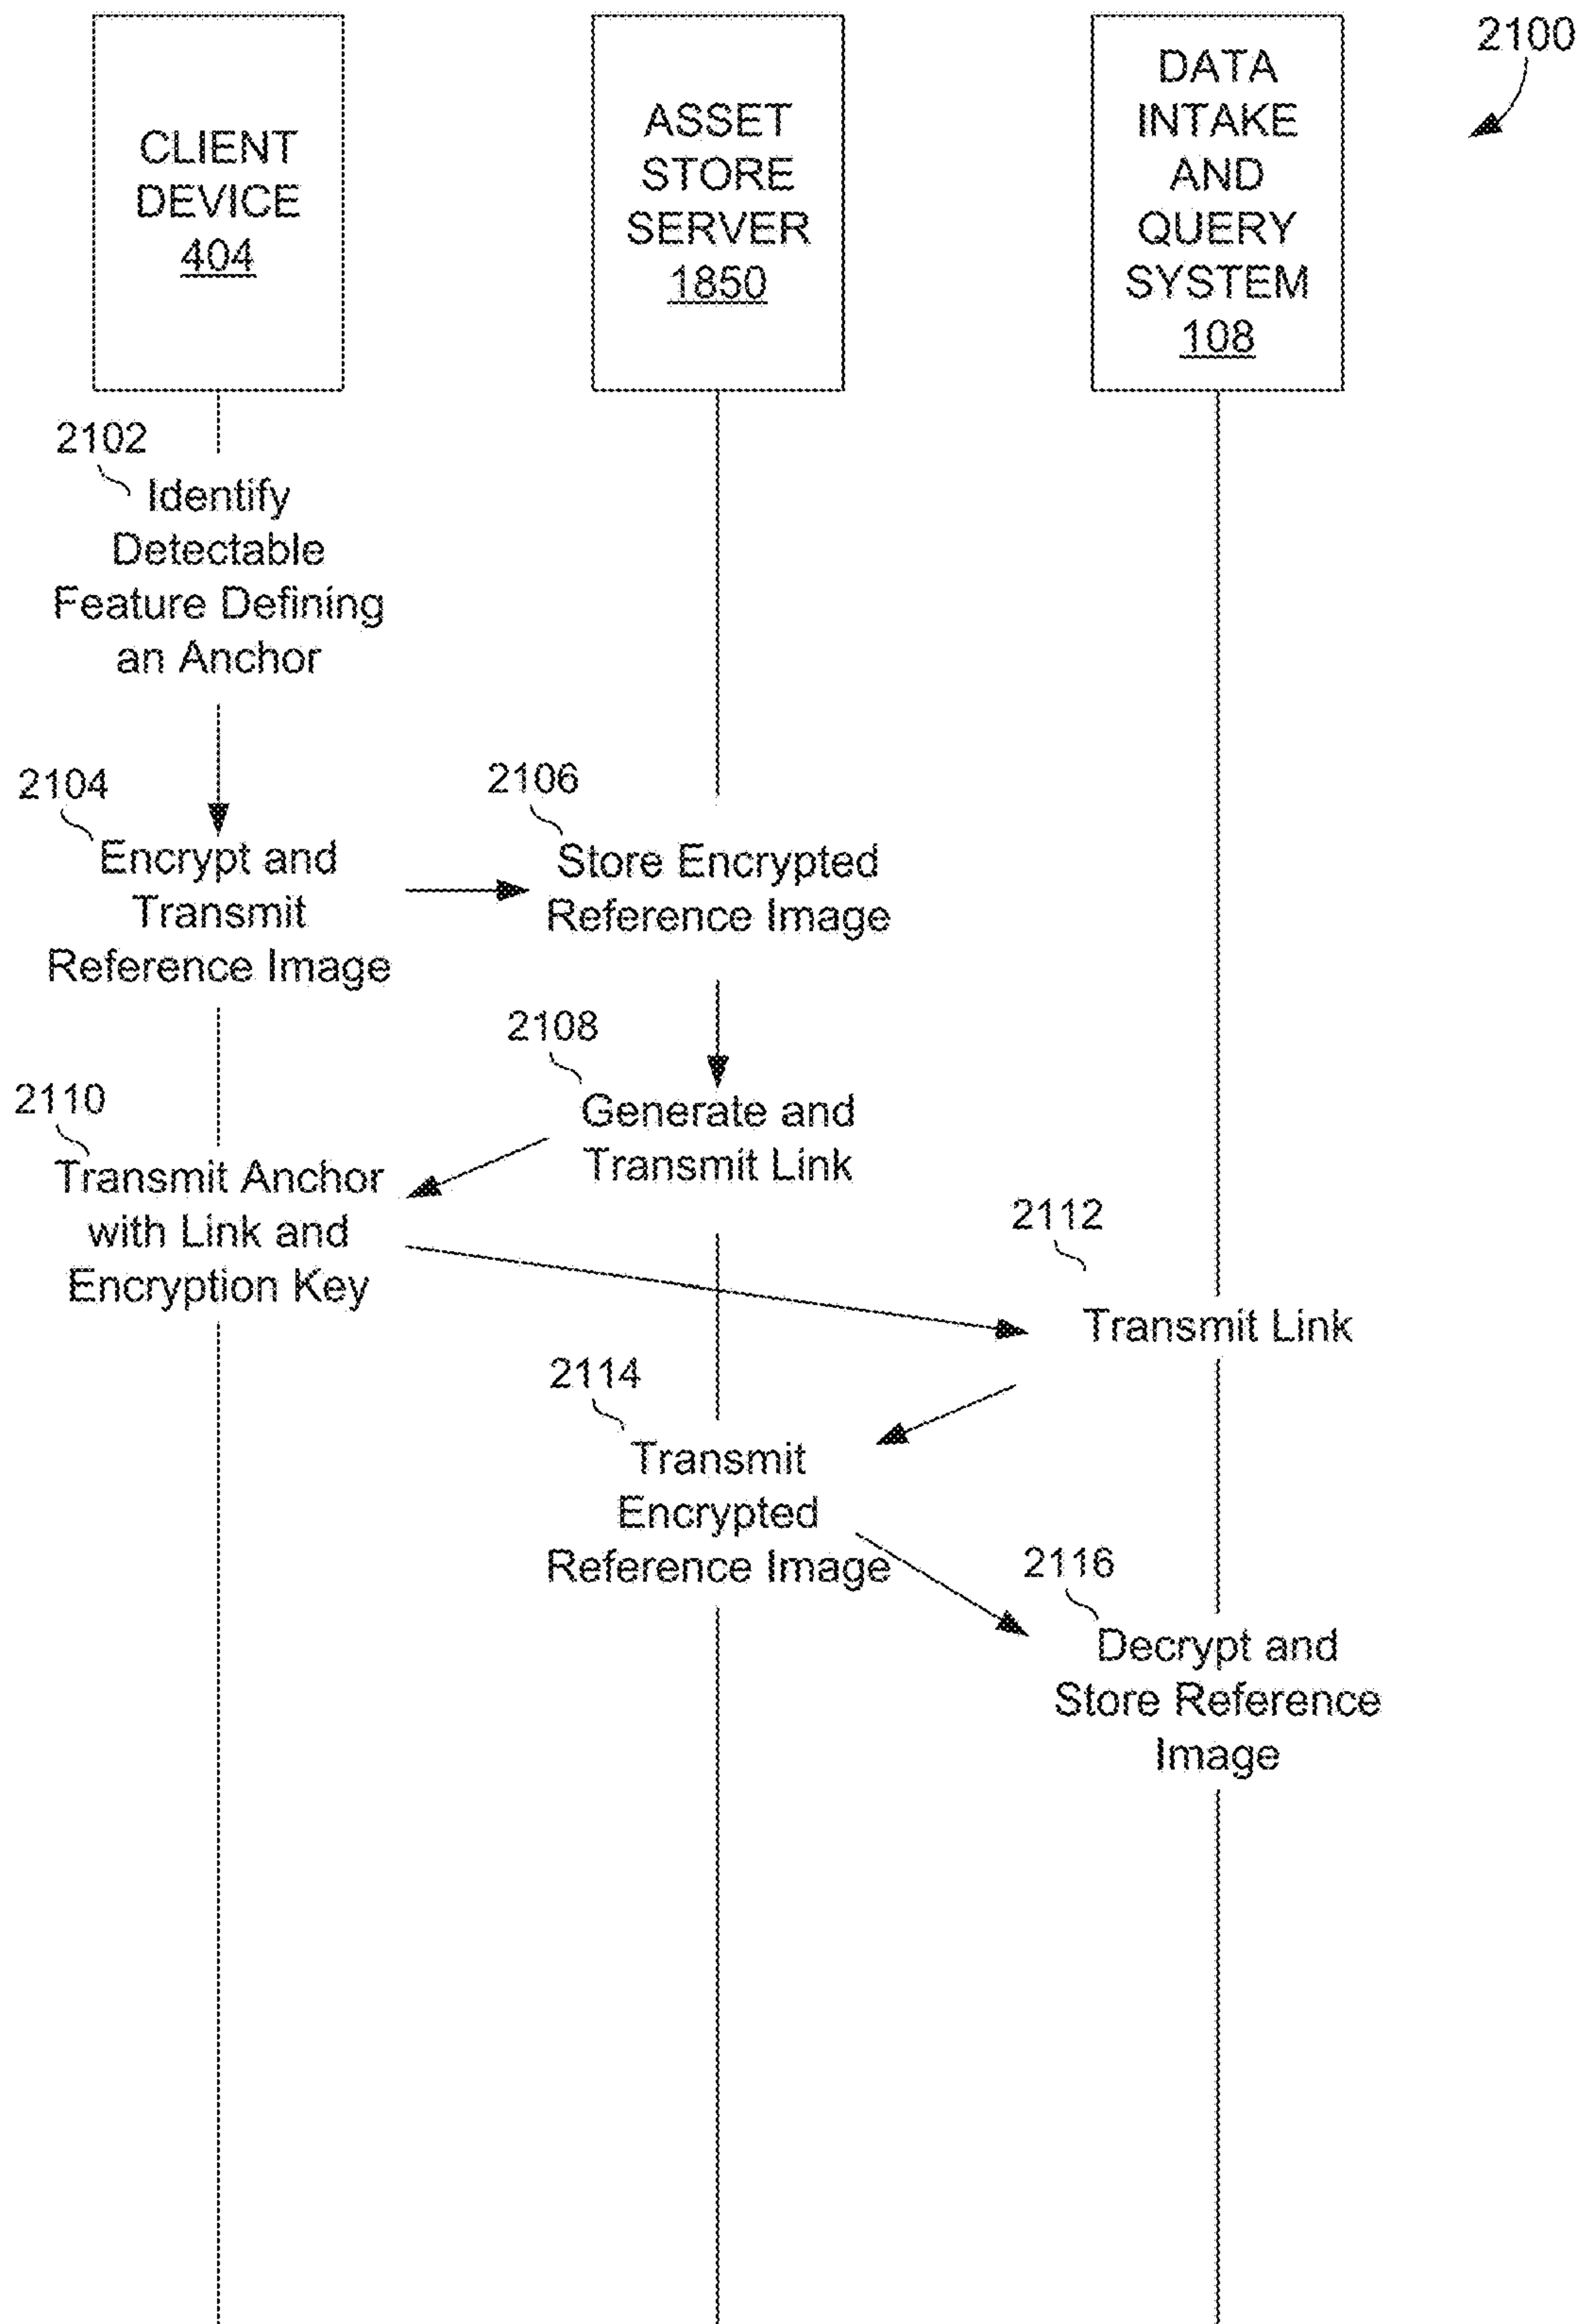 2100
CLIENT
DEVICE
404
ASSET
STORE
SERVER
1850
DATA
INTAKE
AND
QUERY
SYSTEM
108
2102
Identify
Detectable
Feature Defining
an Anchor
2104
Encrypt and
Transmit
Reference Image
2106
Store Encrypted
Reference Image
2108
Generate and
Transmit Link
2110
Transmit Anchor
with Link and
Encryption Key
2112
Transmit Link
2114
Transmit
Encrypted
Reference Image
2116
Decrypt and
Store Reference
Image